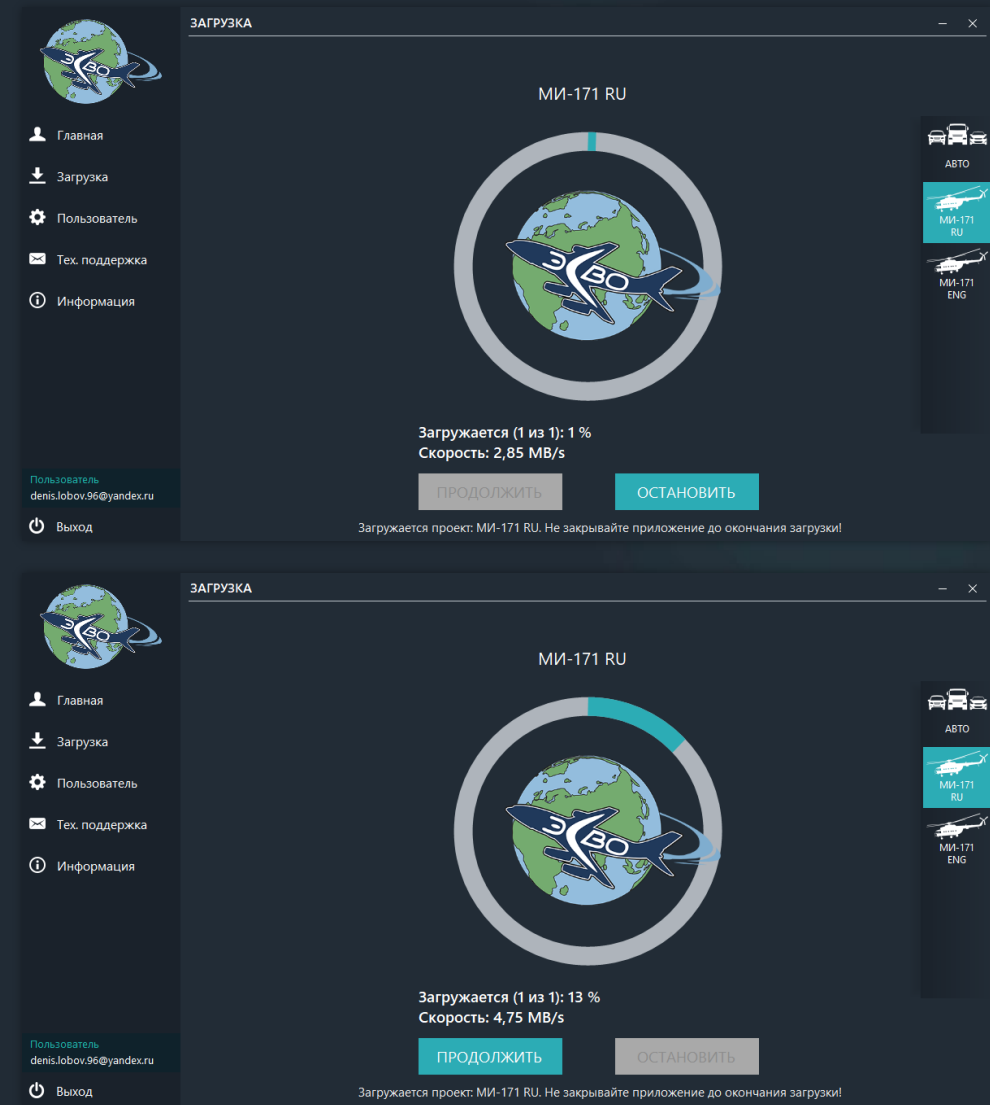 ЭКВО
ЗАГРУЗКА
Главная
Загрузка
Пользователь
Тех. поддержка
Информация
Пользователь
denis.lobov.96@yandex.ru
Выход
МИ-171 RU
ЭКВО
Загружается (1 из 1): 1 %
Скорость: 2,85 MB/s
ПРОДОЛЖИТЬ
ОСТАНОВИТЬ
Загружается проект: МИ-171 RU. Не закрывайте приложение до окончания загрузки!
АВТО
МИ-171
RU
МИ-171
ENG
ЭКВО
ЗАГРУЗКА
Главная
Загрузка
Пользователь
Тех. поддержка
Информация
Пользователь
denis.lobov.96@yandex.ru
Выход
МИ-171 RU
ЭКВО
Загружается (1 из 1): 13 %
Скорость: 4,75 MB/s
ПРОДОЛЖИТЬ
ОСТАНОВИТЬ
Загружается проект: МИ-171 RU. Не закрывайте приложение до окончания загрузки!
АВТО
МИ-171
RU
МИ-171
ENG